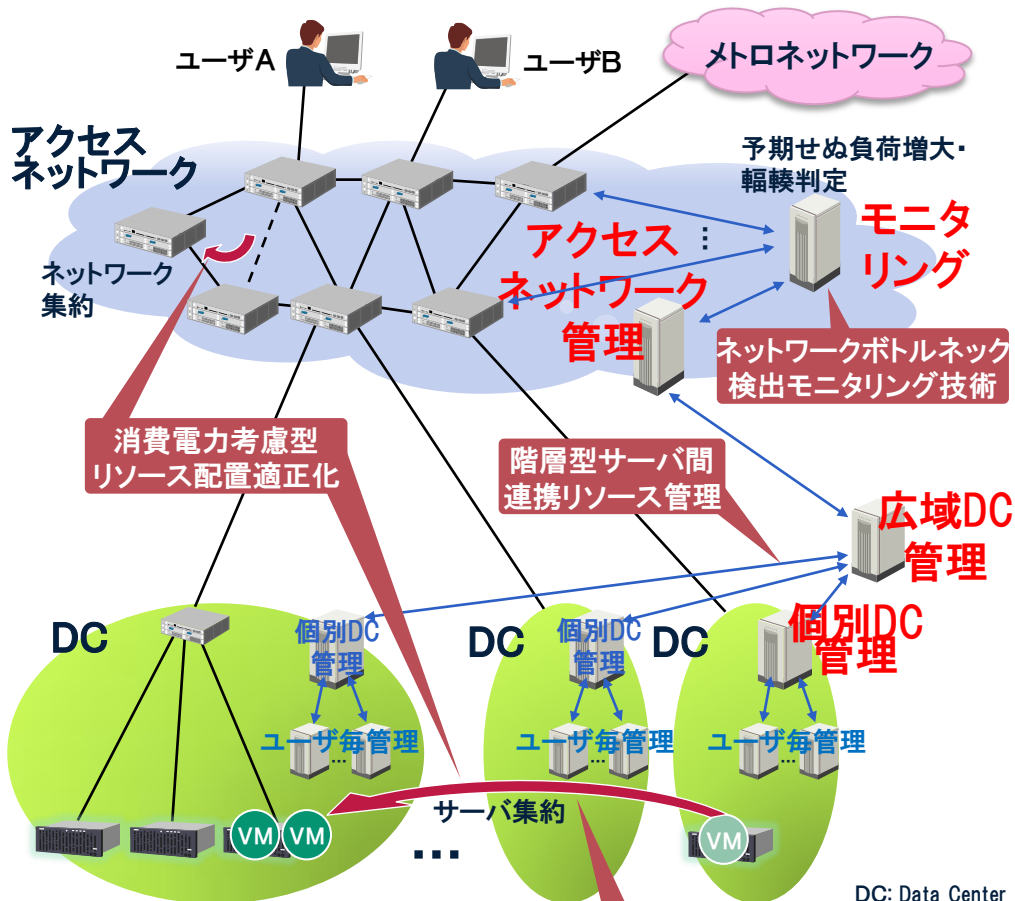 ユーザA
ユーザB
メトロネットワーク
アクセス
ネットワーク
予期せぬ負荷増大・
輻輳判定
モニタ
リング
アクセス
ネットワーク
管理
…
ネットワーク
集約
ネットワークボトルネック
検出モニタリング技術
消費電力考慮型
リソース配置適正化
階層型サーバ間
連携リソース管理
広域DC
管理
DC
個別DC
管理
DC
個別DC
管理
DC
個別DC
管理
ユーザ毎管理
…
ユーザ毎管理
…
ユーザ毎管理
…
サーバ集約
VM
VM
…
VM
DC: Data Center